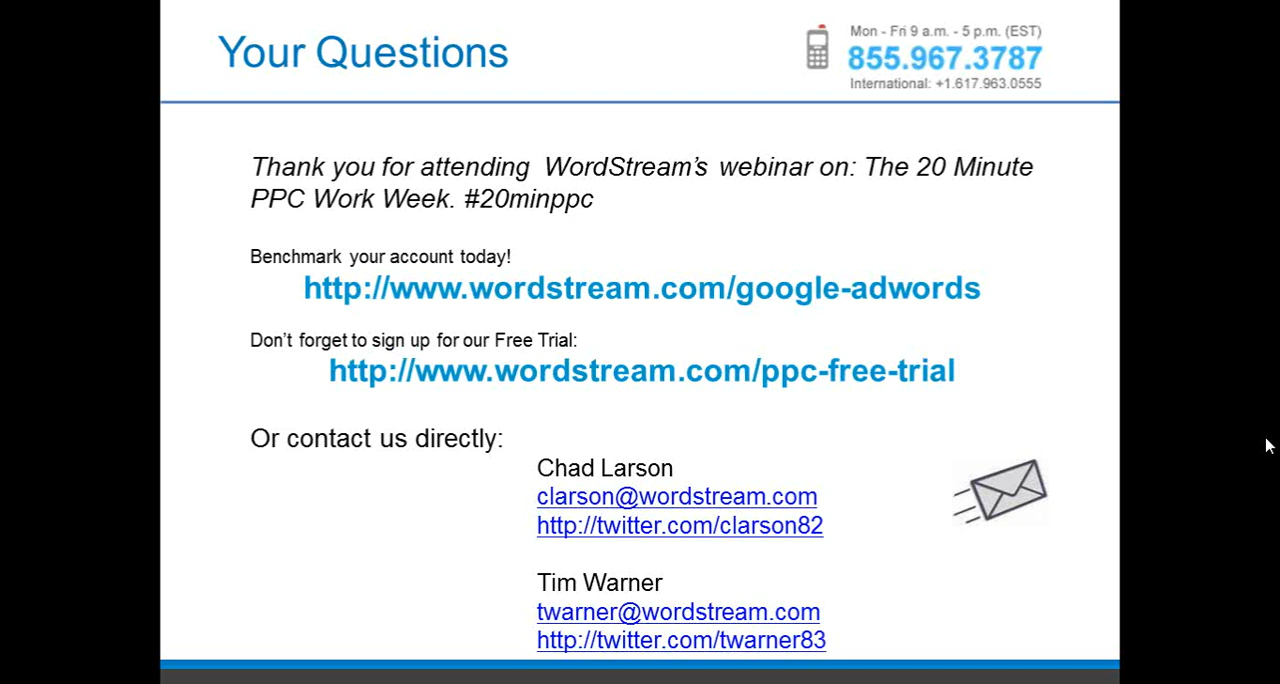 Your Questions
Mon - Fri 9 a.m. - 5 p.m. (EST)
855.967.3787
International: +1.617.963.0555
Thank you for attending WordStream's webinar on: The 20 Minute
PPC Work Week. #20minppc
Benchmark your account today!
http://www.wordstream.com/google-adwords
Don't forget to sign up for our Free Trial:
http://www.wordstream.com/ppc-free-trial
Or contact us directly:
Chad Larson
clarson@wordstream.com
http://twitter.com/clarson82
Tim Warner
twarner@wordstream.com
http://twitter.com/twarner83